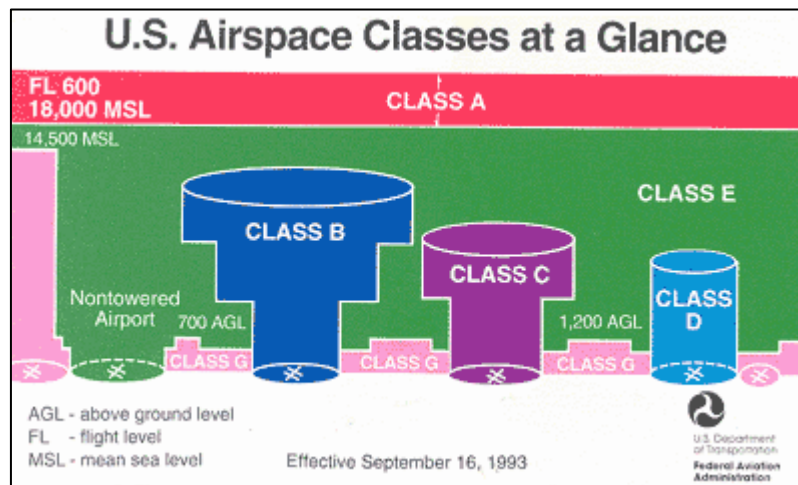 U.S. Airspace Classes at a Glance
FL 600
18,000 MSL
CLASS A
14,500 MSL
CLASS E
CLASS B
CLASS C
Nontowered
Airport
700 AGL
1,200 AGL
CLASS
D
CLASS G
CLASS G
CLASS G
AGL - above ground level
FL - flight level
MSL - mean sea level
Effective September 16, 1993
U.S. Department
of Transportation
Federal Aviation
Administration